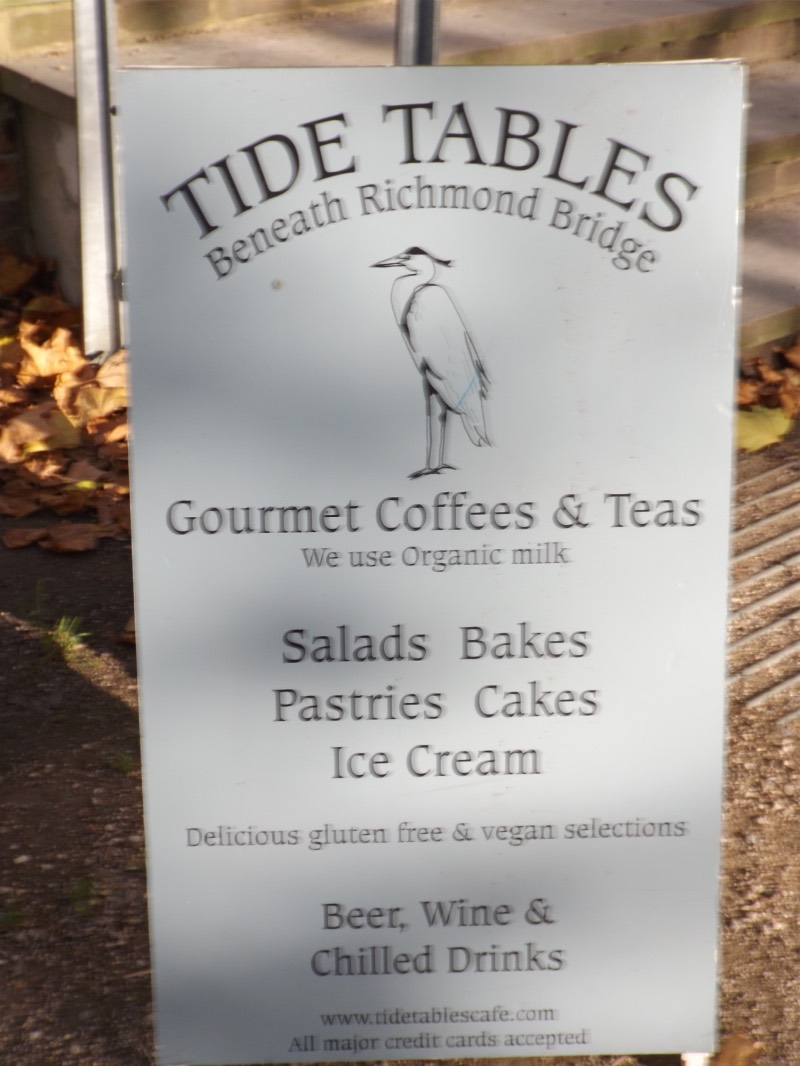 TIDE TABLES
Beneath Richmond Bridge
Gourmet Coffees & Teas
We use Organic milk
Salads Bakes
Pastries Cakes
Ice Cream
Delicious gluten free & vegan selections
Beer, Wine &
Chilled Drinks
www.tidetablescafe.com
All major credit cards accepted